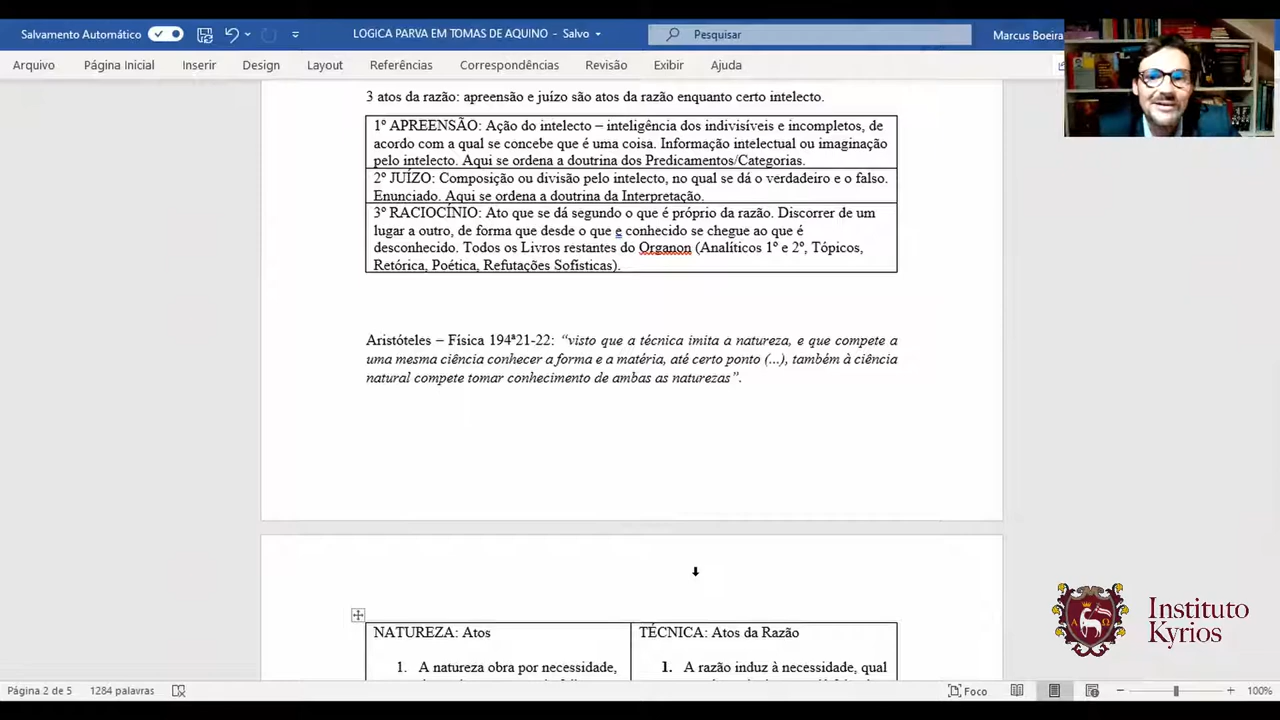 Salvamento Automático
LOGICA PARVA EM TOMAS DE AQUINO - Salvo
Pesquisar
Marcus Boeira
Arquivo Página Inicial Inserir Design Layout Referências Correspondências Revisão Exibir Ajuda
3 atos da razão: apreensão e juízo são atos da razão enquanto certo intelecto.
1º APREENSÃO: Ação do intelecto – inteligência dos indivisíveis e incompletos, de
acordo com a qual se concebe que é uma coisa. Informação intelectual ou imaginação
pelo intelecto. Aqui se ordena a doutrina dos Predicamentos/Categorias.
2º JUÍZO: Composição ou divisão pelo intelecto, no qual se dá o verdadeiro e o falso.
Enunciado. Aqui se ordena a doutrina da Interpretação.
3º RACIOCÍNIO: Ato que se dá segundo o que é próprio da razão. Discorrer de um
lugar a outro, de forma que desde o que e conhecido se chegue ao que é
desconhecido. Todos os Livros restantes do Organon (Analíticos 1º e 2º, Tópicos,
Retórica, Poética, Refutações Sofísticas).
Aristóteles – Física 194ª21-22: “visto que a técnica imita a natureza, e que compete a
uma mesma ciência conhecer a forma e a matéria, até certo ponto (...), também à ciência
natural compete tomar conhecimento de ambas as naturezas”.
NATUREZA: Atos
1. A natureza obra por necessidade,
TÉCNICA: Atos da Razão
1. A razão induz à necessidade, qual
Α Ω
Instituto
Kyrios
Página 2 de 5 1284 palavras
Foco
100%